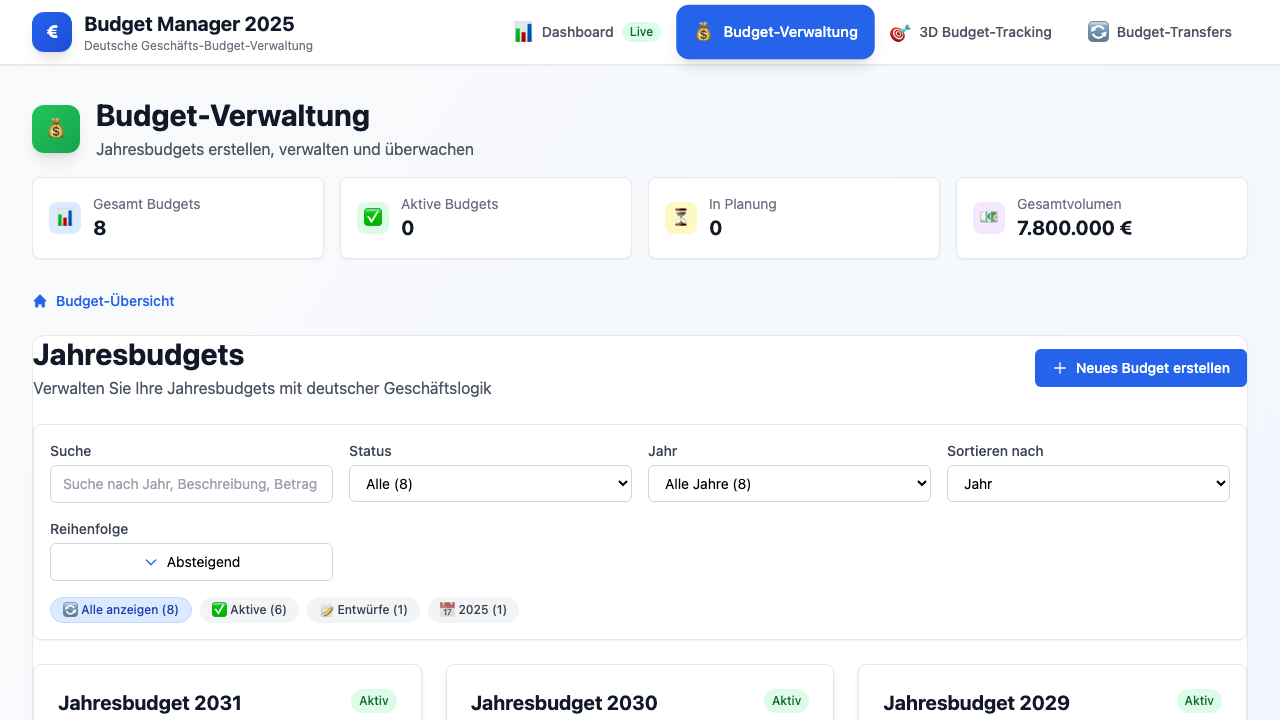 €
Budget Manager 2025
Deutsche Geschäfts-Budget-Verwaltung
Dashboard Live
Budget-Verwaltung
3D Budget-Tracking
Budget-Transfers
Budget-Verwaltung
Jahresbudgets erstellen, verwalten und überwachen
Gesamt Budgets
8
Aktive Budgets
0
In Planung
0
Gesamtvolumen
7.800.000 €
Budget-Übersicht
Jahresbudgets
Verwalten Sie Ihre Jahresbudgets mit deutscher Geschäftslogik
Neues Budget erstellen
Suche
Suche nach Jahr, Beschreibung, Betrag
Status
Alle (8)
Jahr
Alle Jahre (8)
Sortieren nach
Jahr
Reihenfolge
Absteigend
Alle anzeigen (8)
Aktive (6)
Entwürfe (1)
2025 (1)
Jahresbudget 2031 Aktiv
Jahresbudget 2030 Aktiv
Jahresbudget 2029 Aktiv